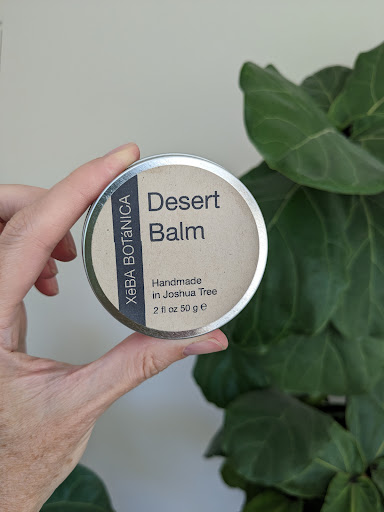 XēBA BOTáNICA
Desert
Balm
Handmade
in Joshua Tree
2 fl oz 50 g ℮